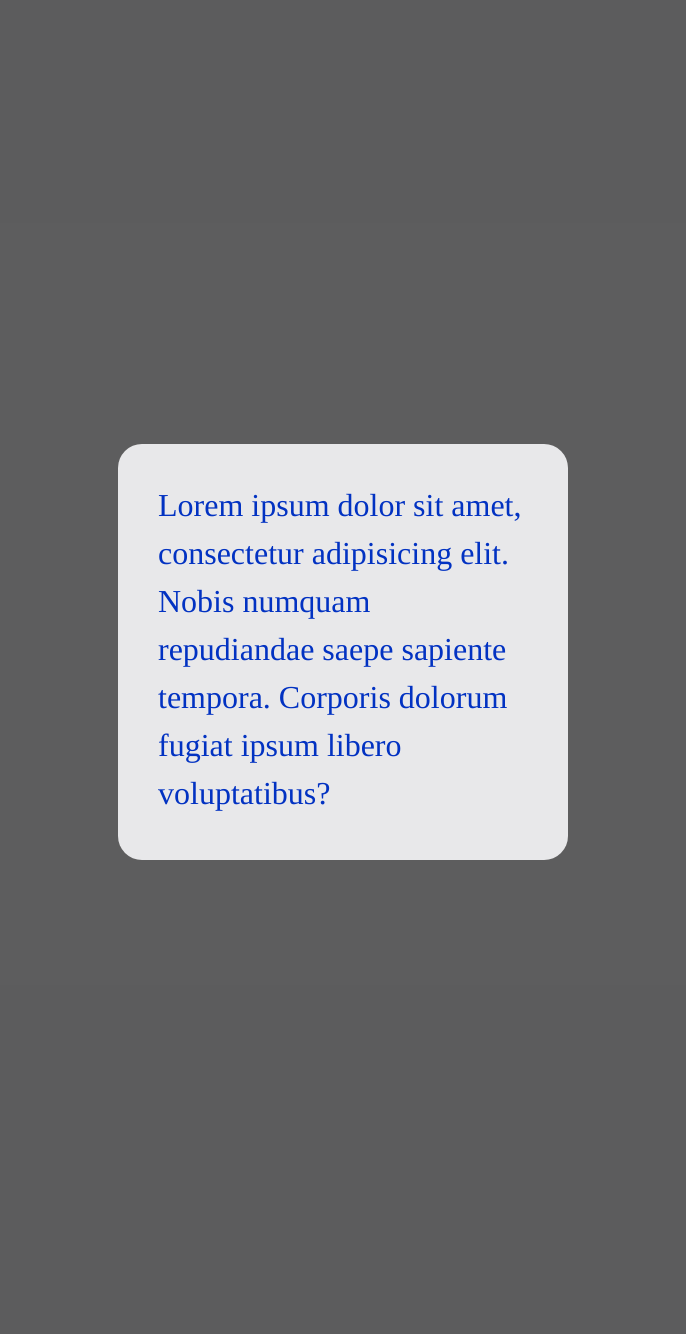 Lorem ipsum dolor sit amet,
consectetur adipisicing elit.
Nobis numquam
repudiandae saepe sapiente
tempora. Corporis dolorum
fugiat ipsum libero
voluptatibus?